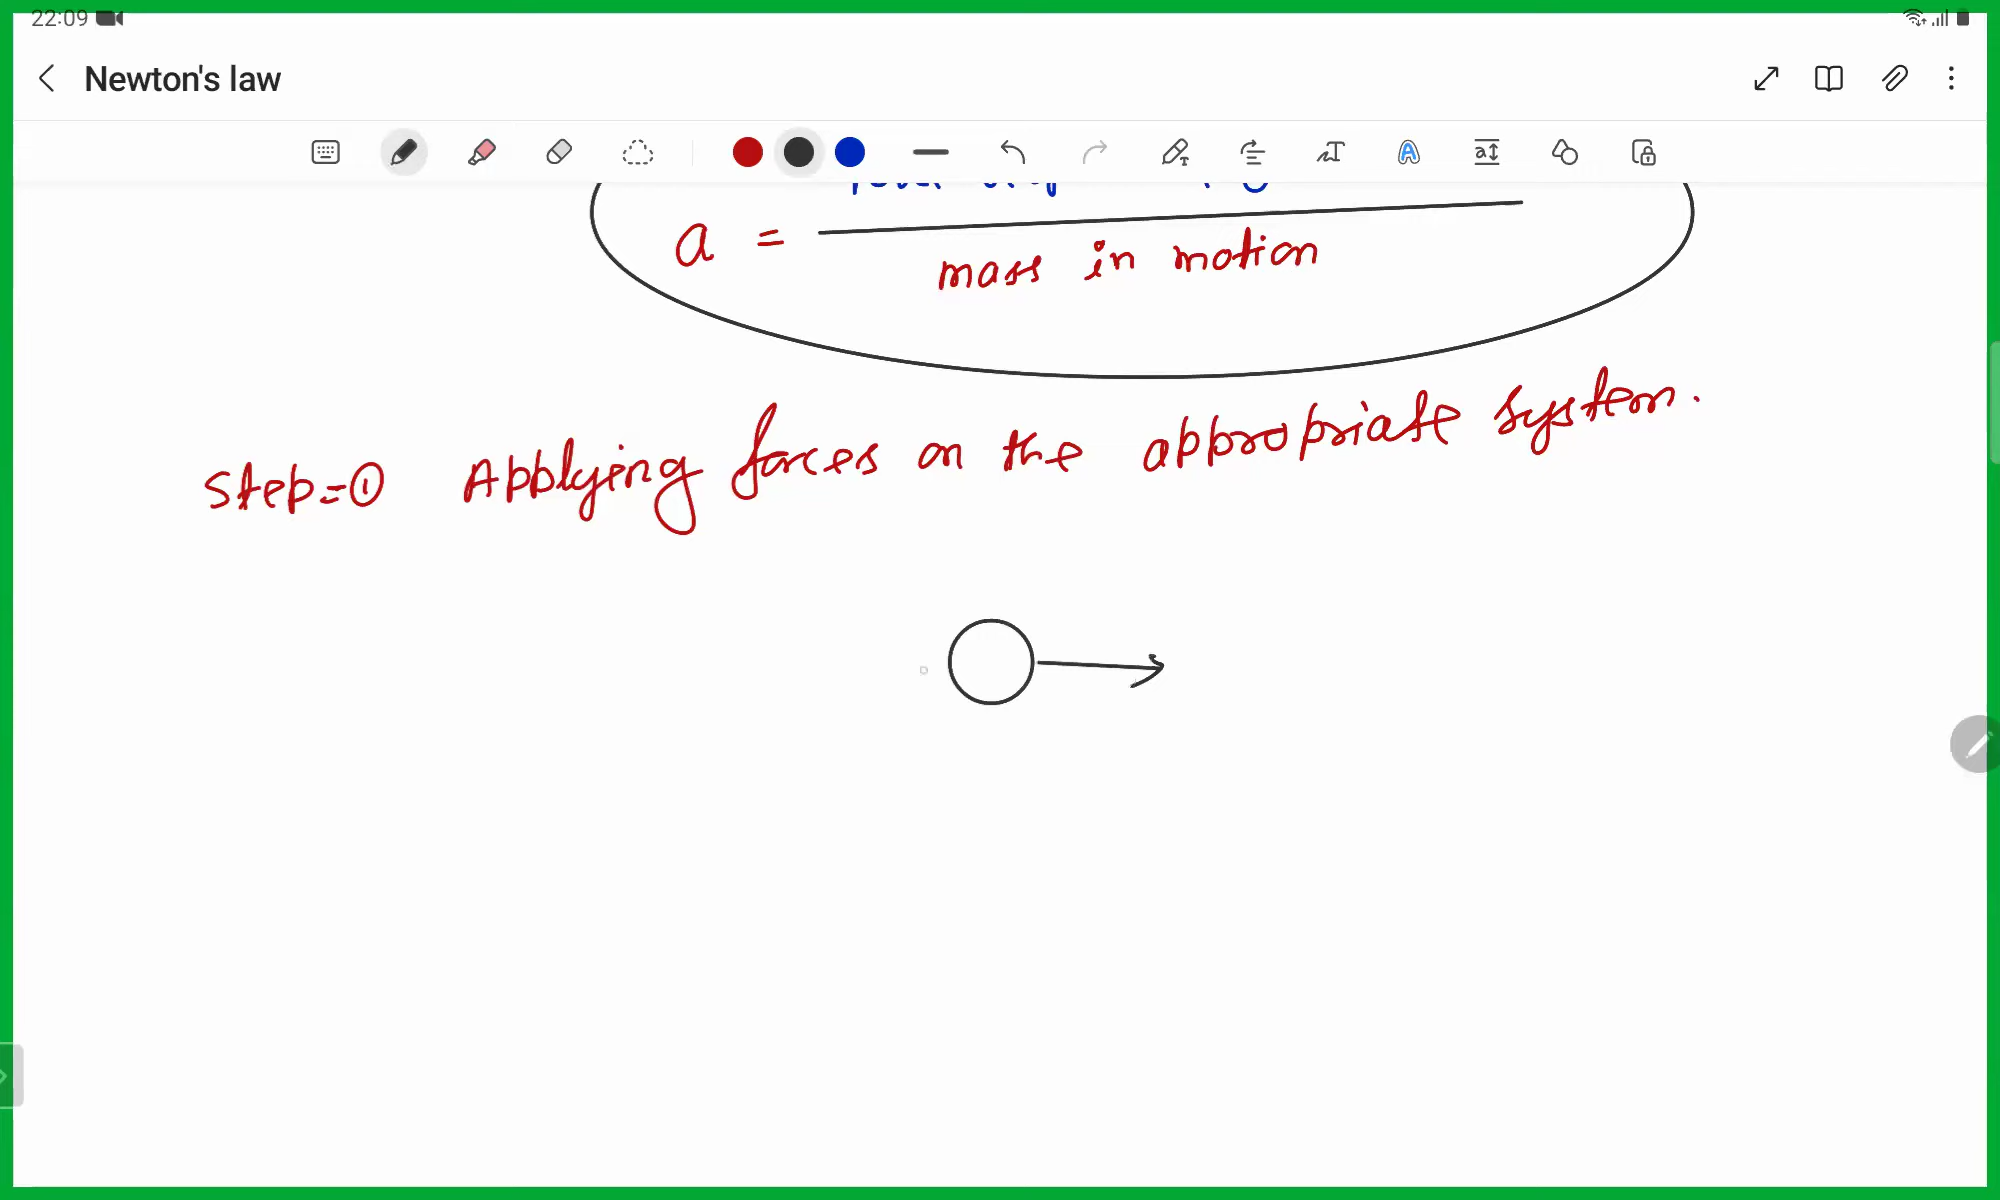 22:09
Newton's law
a = mass in motion
Step=① Applying forces on the appropriate system.